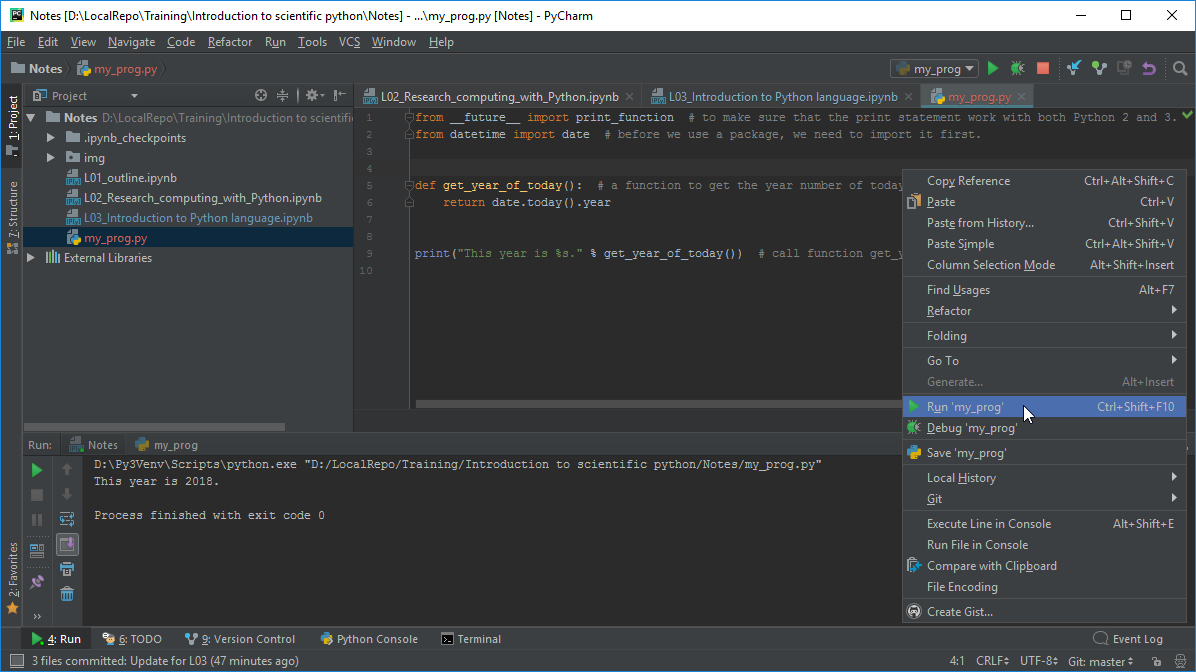 Notes [D:\LocalRepo\Training\Introduction to scientific python\Notes] - ...\my_prog.py [Notes] - PyCharm
File Edit View Navigate Code Refactor Run Tools VCS Window Help
Notes my_prog.py my_prog
1: Project
Project
L02_Research_computing_with_Python.ipynb L03_Introduction to Python language.ipynb my_prog.py
Notes D:\LocalRepo\Training\Introduction to scientifi
.ipynb_checkpoints
img
L01_outline.ipynb
L02_Research_computing_with_Python.ipynb
L03_Introduction to Python language.ipynb
my_prog.py
External Libraries
7: Structure
1 from __future__ import print_function # to make sure that the print statement work with both Python 2 and 3.
2 from datetime import date # before we use a package, we need to import it first.
3
4
5 def get_year_of_today(): # a function to get the year number of today
6 return date.today().year
7
8
9 print("This year is %s." % get_year_of_today()) # call function get_y
10
Copy Reference Ctrl+Alt+Shift+C
Paste Ctrl+V
Paste from History... Ctrl+Shift+V
Paste Simple Ctrl+Alt+Shift+V
Column Selection Mode Alt+Shift+Insert
Find Usages Alt+F7
Refactor
Folding
Go To
Generate... Alt+Insert
Run 'my_prog' Ctrl+Shift+F10
Debug 'my_prog'
Save 'my_prog'
Local History
Git
Execute Line in Console Alt+Shift+E
Run File in Console
Compare with Clipboard
File Encoding
Create Gist...
Run: Notes my_prog
D:\Py3Venv\Scripts\python.exe "D:/LocalRepo/Training/Introduction to scientific python/Notes/my_prog.py"
This year is 2018.
Process finished with exit code 0
2: Favorites
4: Run 6: TODO 9: Version Control Python Console Terminal Event Log
3 files committed: Update for L03 (47 minutes ago) 4:1 CRLF UTF-8 Git: master